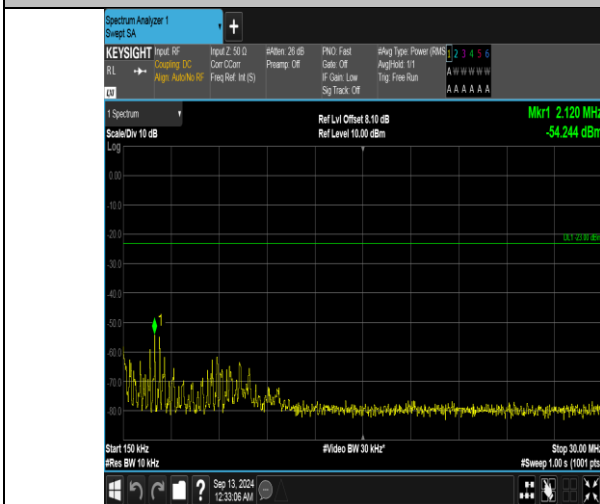 Spectrum Analyzer 1
Swept SA
+
KEYSIGHT
RL
Input: RF
Coupling: DC
Align: Auto/No RF
Input Z: 50 Ω
Corr CCorr
Freq Ref: Int (S)
#Atten: 26 dB
Preamp: Off
PNO: Fast
Gate: Off
IF Gain: Low
Sig Track: Off
#Avg Type: Power (RMS
Avg|Hold: 1/1
Trig: Free Run
1 2 3 4 5 6
A W W W W W
A A A A A A
1 Spectrum
Scale/Div 10 dB
Ref Lvl Offset 8.10 dB
Ref Level 10.00 dBm
Mkr1 2.120 MHz
-54.244 dBm
Log
0.00
-10.0
-20.0
DL1 -23.00 dBm
-30.0
-40.0
-50.0
1
-60.0
-70.0
-80.0
Start 150 kHz
#Res BW 10 kHz
#Video BW 30 kHz*
Stop 30.00 MHz
#Sweep 1.00 s (1001 pts
?
Sep 13, 2024
12:33:06 AM